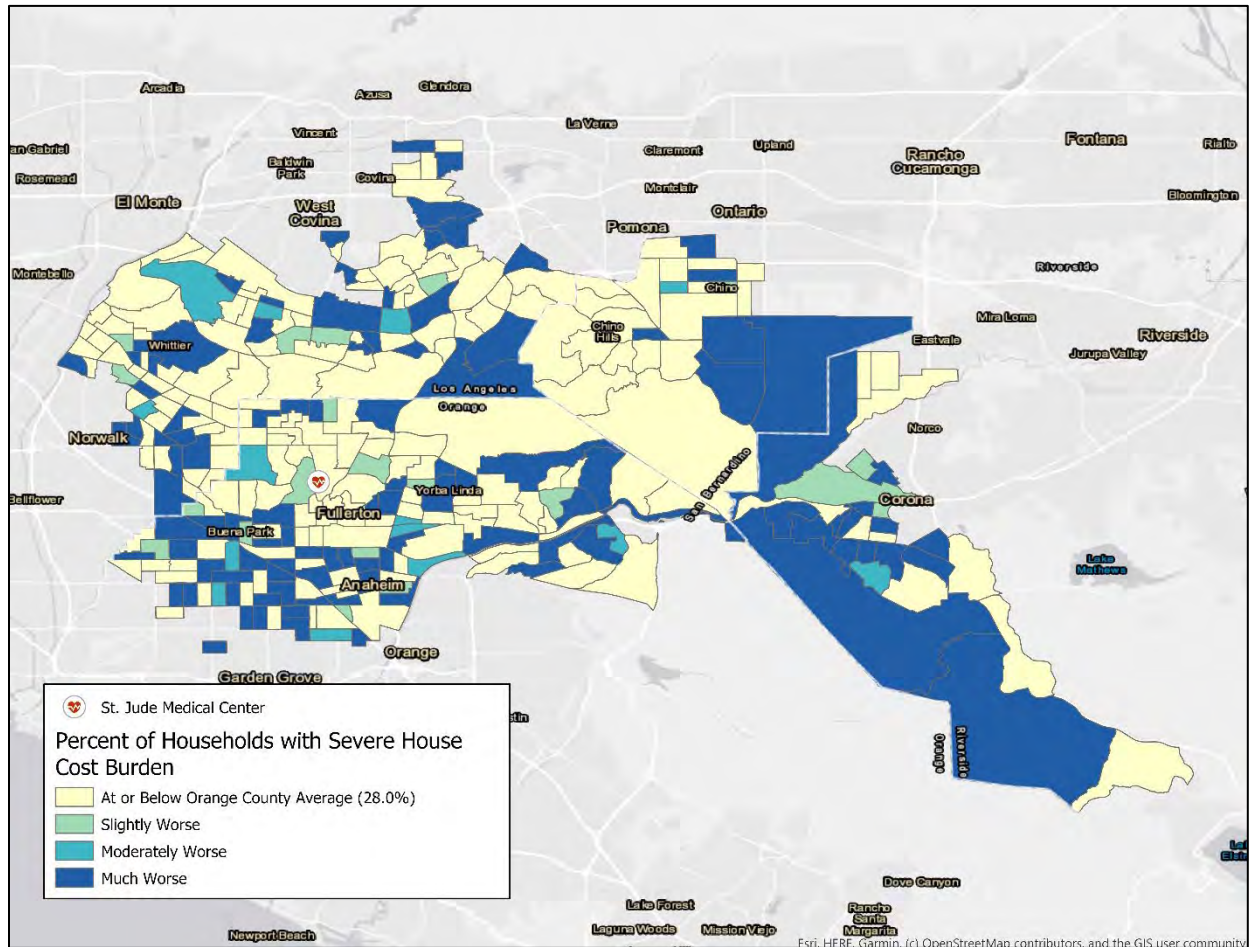 Arcadia
Azusa
Glendora
Vincent
La Verne
an Gabriel
Baldwin
Park
Claremont
Upland
Fontana
Rialto
Rosemead
Covina
Montclair
Rancho
Cucamonga
Bloomington
El Monte
West
Covina
Pomona
Ontario
Montebello
Riverside
Chino
Whittier
Chino
Hills
Mira Loma
Eastvale
Riverside
Jurupa Valley
Los Angeles
Orange
Norwalk
Norco
San Bernardino
Bellflower
Yorba Linda
Corona
Fullerton
Buena Park
Anaheim
Lake
Mathews
Orange
Garden Grove
stin
Riverside
Orange
St. Jude Medical Center
Percent of Households with Severe House
Cost Burden
At or Below Orange County Average (28.0%)
Slightly Worse
Moderately Worse
Much Worse
Dove Canyon
Lake Forest
Rancho
Santa
Margarita
Laguna Woods
Mission Viejo
Newport Beach
Esri, HERE, Garmin, (c) OpenStreetMap contributors, and the GIS user community